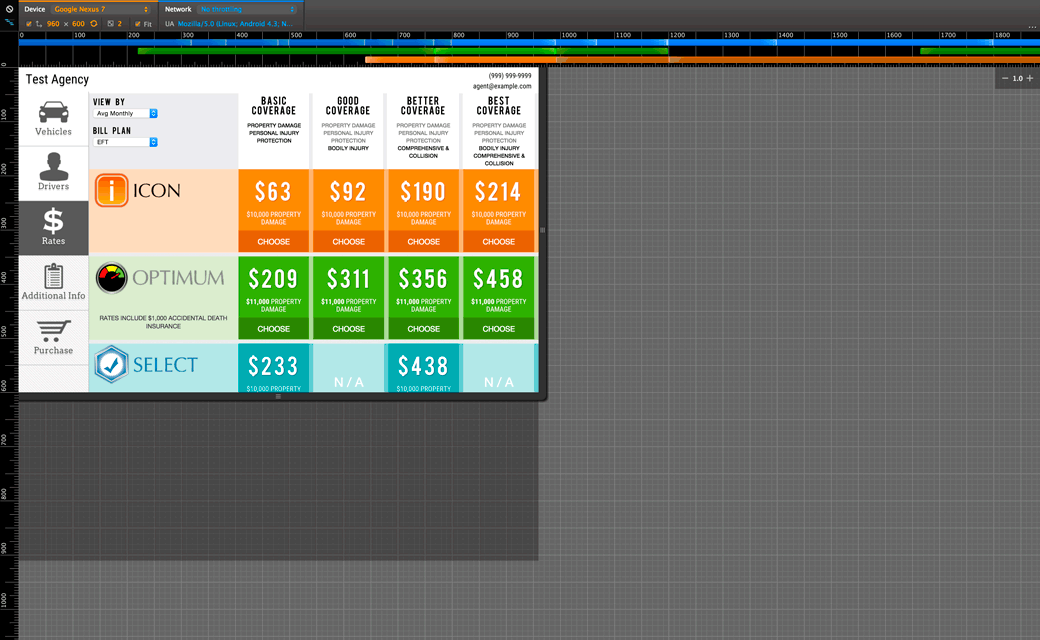 Device Google Nexus 7 Network No throttling
960 × 600 2 Fit UA Mozilla/5.0 (Linux; Android 4.3; N...
...
0 100 200 300 400 500 600 700 800 900 1000 1100 1200 1300 1400 1500 1600 1700 1800
0
100
200
300
400
500
600
700
800
900
1000
− 1.0 +
Test Agency
(999) 999-9999
agent@example.com
Vehicles
Drivers
$
Rates
Additional Info
Purchase
VIEW BY
Avg Monthly
BILL PLAN
EFT
BASIC
COVERAGE
PROPERTY DAMAGE
PERSONAL INJURY
PROTECTION
GOOD
COVERAGE
PROPERTY DAMAGE
PERSONAL INJURY
PROTECTION
BODILY INJURY
BETTER
COVERAGE
PROPERTY DAMAGE
PERSONAL INJURY
PROTECTION
COMPREHENSIVE &
COLLISION
BEST
COVERAGE
PROPERTY DAMAGE
PERSONAL INJURY
PROTECTION
BODILY INJURY
COMPREHENSIVE &
COLLISION
i ICON
$63
$10,000 PROPERTY
DAMAGE
CHOOSE
$92
$10,000 PROPERTY
DAMAGE
CHOOSE
$190
$10,000 PROPERTY
DAMAGE
CHOOSE
$214
$10,000 PROPERTY
DAMAGE
CHOOSE
OPTIMUM
RATES INCLUDE $1,000 ACCIDENTAL DEATH
INSURANCE
$209
$11,000 PROPERTY
DAMAGE
CHOOSE
$311
$11,000 PROPERTY
DAMAGE
CHOOSE
$356
$11,000 PROPERTY
DAMAGE
CHOOSE
$458
$11,000 PROPERTY
DAMAGE
CHOOSE
SELECT
$233
$10,000 PROPERTY
N/A
$438
$10,000 PROPERTY
N/A